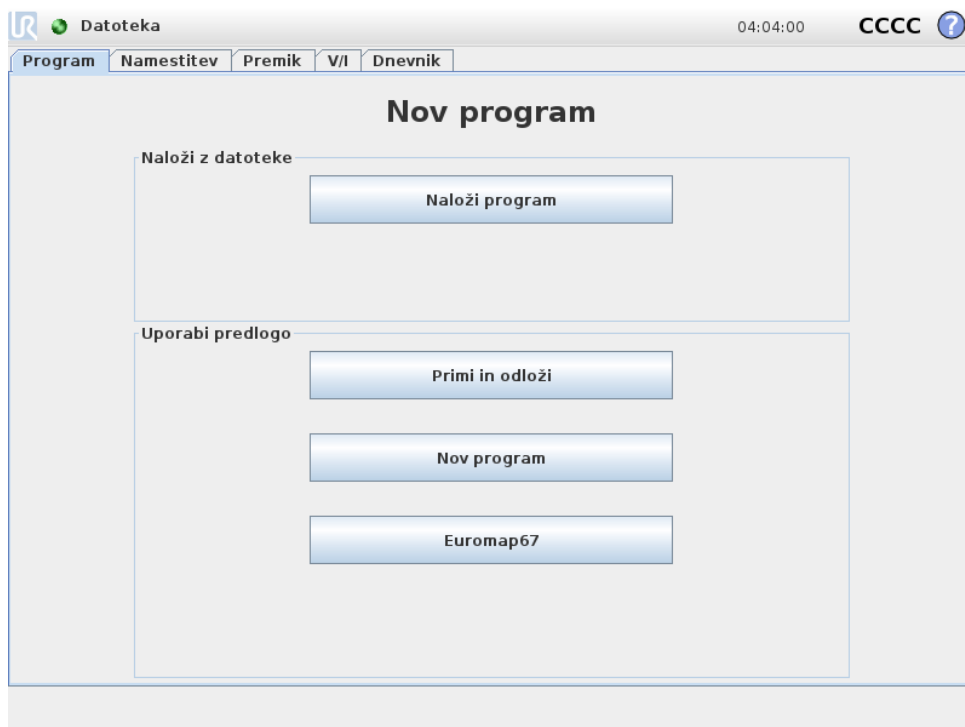 UR Datoteka 04:04:00 CCCC ?
Program Namestitev Premik V/I Dnevnik
Nov program
Naloži z datoteke
Naloži program
Uporabi predlogo
Primi in odloži
Nov program
Euromap67